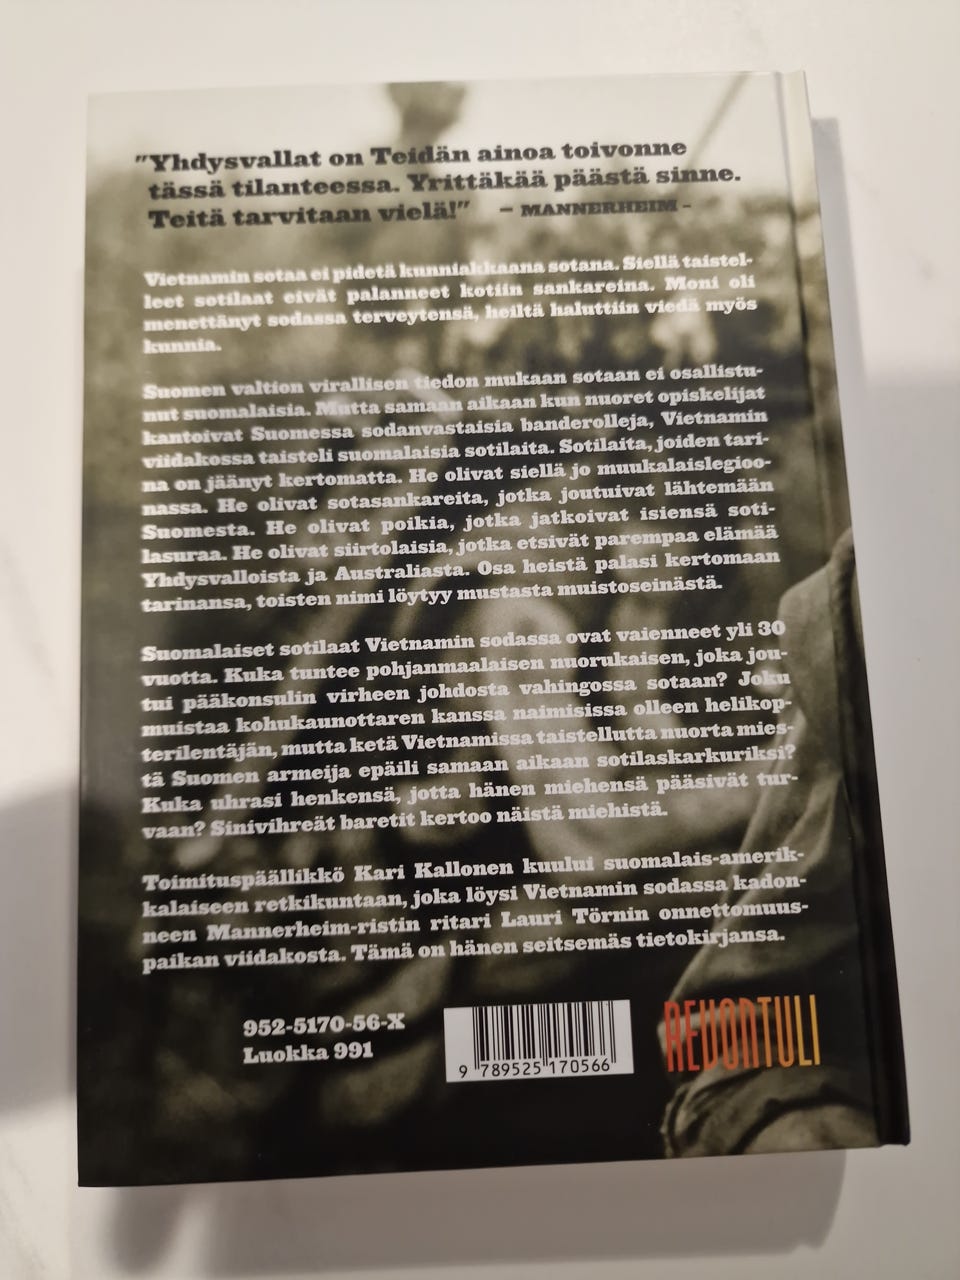 "Yhdysvallat on Teidän ainoa toivonne
tässä tilanteessa. Yrittäkää päästä sinne.
Teitä tarvitaan vielä!" – MANNERHEIM –
Vietnamin sotaa ei pidetä kunniakkaana sotana. Siellä taistel-
leet sotilaat eivät palanneet kotiin sankareina. Moni oli
menettänyt sodassa terveytensä, heiltä haluttiin viedä myös
kunnia.
Suomen valtion virallisen tiedon mukaan sotaan ei osallistu-
nut suomalaisia. Mutta samaan aikaan kun nuoret opiskelijat
kantoivat Suomessa sodanvastaisia banderolleja, Vietnamin
viidakossa taisteli suomalaisia sotilaita. Sotilaita, joiden tari-
na on jäänyt kertomatta. He olivat siellä jo muukalaislegioo-
nassa. He olivat sotasankareita, jotka joutuivat lähtemään
Suomesta. He olivat poikia, jotka jatkoivat isiensä soti-
lasuraa. He olivat siirtolaisia, jotka etsivät parempaa elämää
Yhdysvalloista ja Australiasta. Osa heistä palasi kertomaan
tarinansa, toisten nimi löytyy mustasta muistoseinästä.
Suomalaiset sotilaat Vietnamin sodassa ovat vaienneet yli 30
vuotta. Kuka tuntee pohjanmaalaisen nuorukaisen, joka jou-
tui pääkonsulin virheen johdosta vahingossa sotaan? Joku
muistaa kohukaunottaren kanssa naimisissa olleen helikop-
terilentäjän, mutta ketä Vietnamissa taistellutta nuorta mies-
tä Suomen armeija epäili samaan aikaan sotilaskarkuriksi?
Kuka uhrasi henkensä, jotta hänen miehensä pääsivät tur-
vaan? Sinivihreät baretit kertoo näistä miehistä.
Toimituspäällikkö Kari Kallonen kuului suomalais-amerik-
kalaiseen retkikuntaan, joka löysi Vietnamin sodassa kadon-
neen Mannerheim-ristin ritari Lauri Törnin onnettomuus-
paikan viidakosta. Tämä on hänen seitsemäs tietokirjansa.
952-5170-56-X
Luokka 991
9 789525 170566
REVONTULI